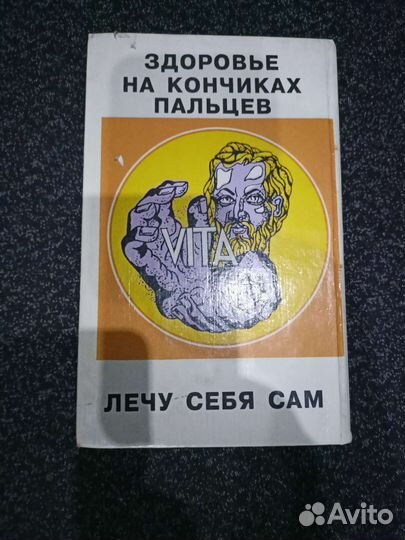 ЗДОРОВЬЕ
НА КОНЧИКАХ
ПАЛЬЦЕВ
VITA
ЛЕЧУ СЕБЯ САМ
Avito